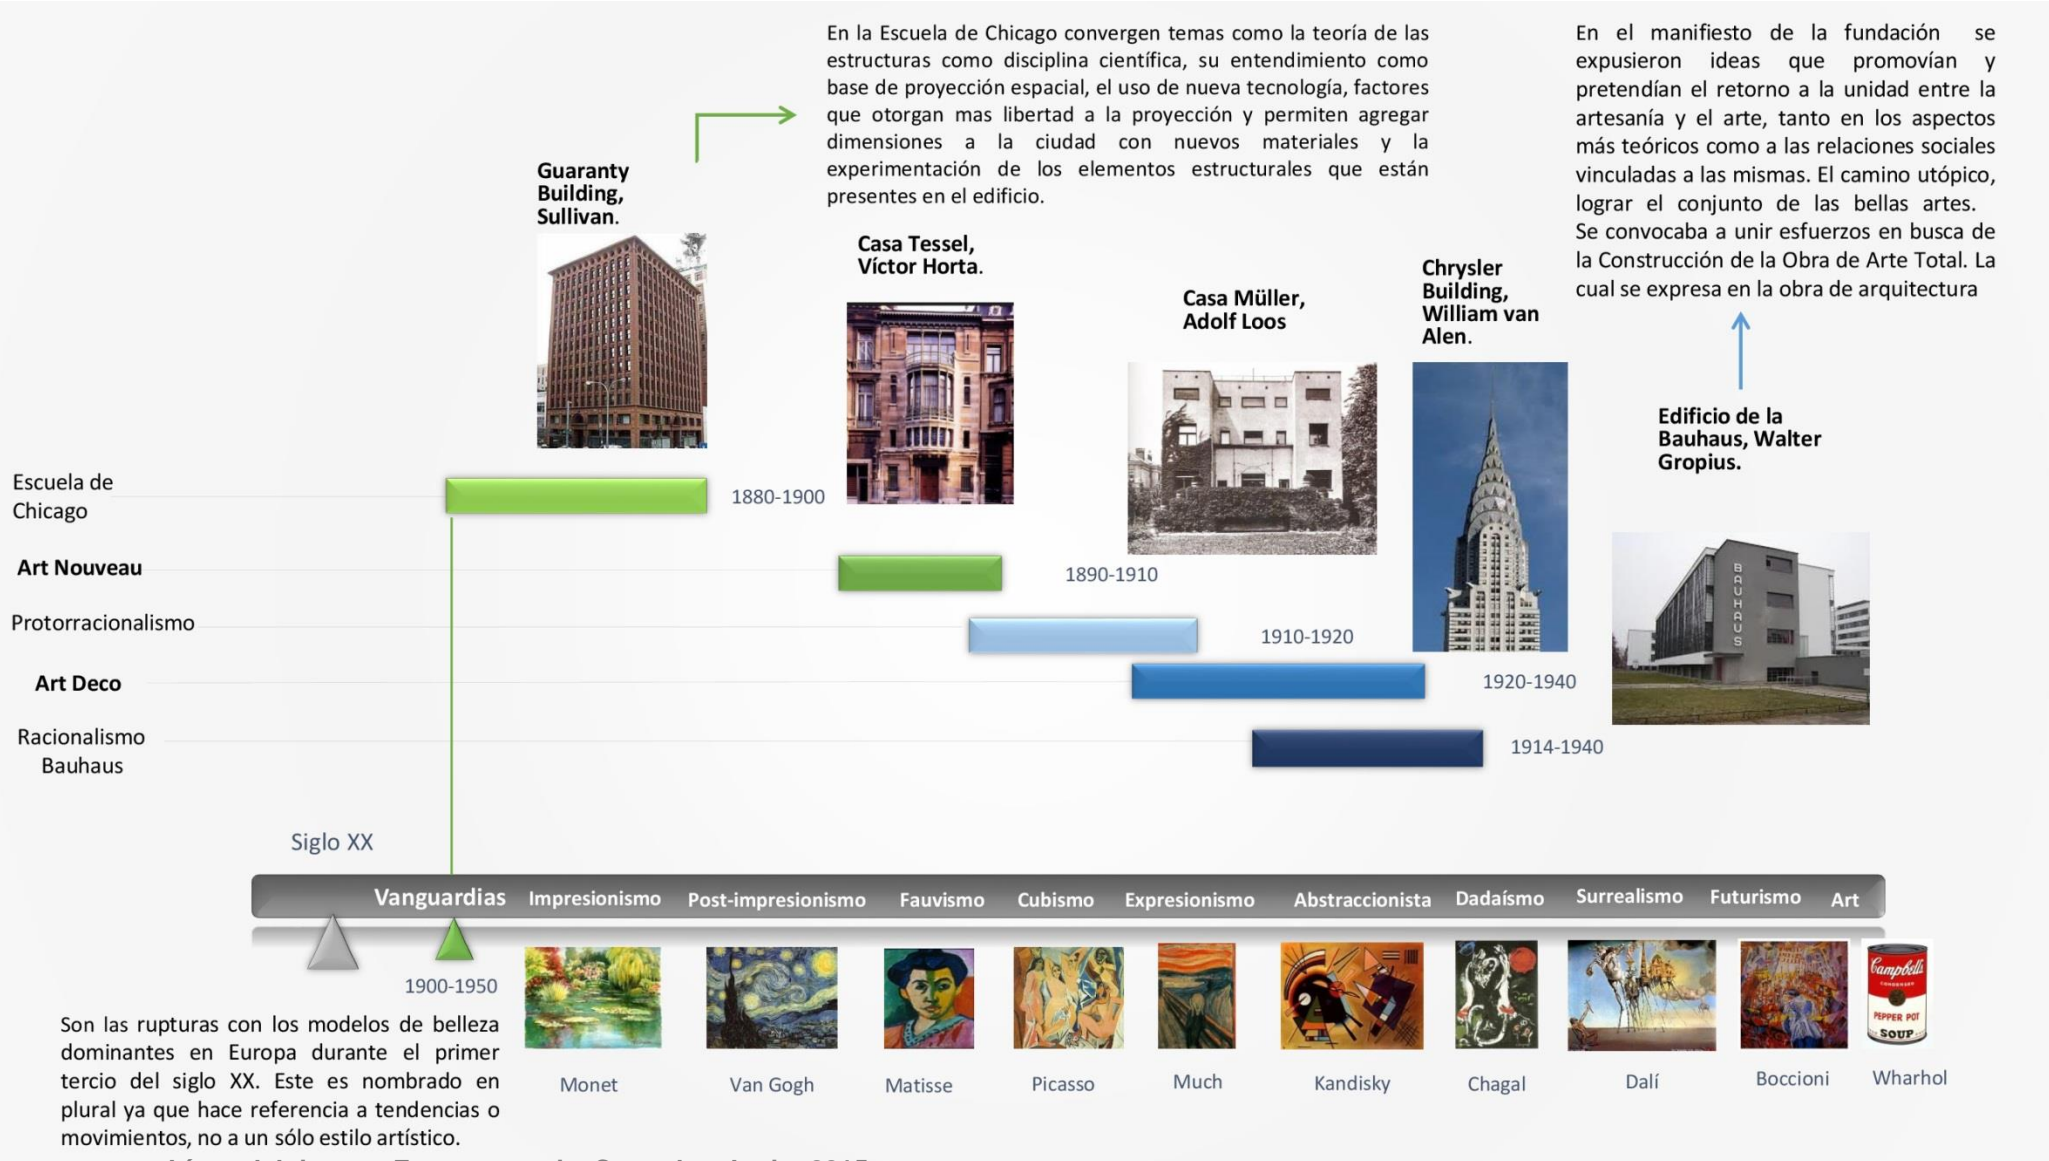 En la Escuela de Chicago convergen temas como la teoría de las
estructuras como disciplina científica, su entendimiento como
base de proyección espacial, el uso de nueva tecnología, factores
que otorgan mas libertad a la proyección y permiten agregar
dimensiones a la ciudad con nuevos materiales y la
experimentación de los elementos estructurales que están
presentes en el edificio.
En el manifiesto de la fundación se
expusieron ideas que promovían y
pretendían el retorno a la unidad entre la
artesanía y el arte, tanto en los aspectos
más teóricos como a las relaciones sociales
vinculadas a las mismas. El camino utópico,
lograr el conjunto de las bellas artes.
Se convocaba a unir esfuerzos en busca de
la Construcción de la Obra de Arte Total. La
cual se expresa en la obra de arquitectura
Guaranty
Building,
Sullivan.
Casa Tessel,
Víctor Horta.
Casa Müller,
Adolf Loos
Chrysler
Building,
William van
Alen.
Edificio de la
Bauhaus, Walter
Gropius.
BAUHAUS
Escuela de
Chicago
1880-1900
Art Nouveau
1890-1910
Protorracionalismo
1910-1920
Art Deco
1920-1940
Racionalismo
Bauhaus
1914-1940
Siglo XX
Vanguardias Impresionismo Post-impresionismo Fauvismo Cubismo Expresionismo Abstraccionista Dadaísmo Surrealismo Futurismo Art
1900-1950
Campbell's
CONDENSED
PEPPER POT
SOUP
Monet Van Gogh Matisse Picasso Much Kandisky Chagal Dalí Boccioni Wharhol
Son las rupturas con los modelos de belleza
dominantes en Europa durante el primer
tercio del siglo XX. Este es nombrado en
plural ya que hace referencia a tendencias o
movimientos, no a un sólo estilo artístico.